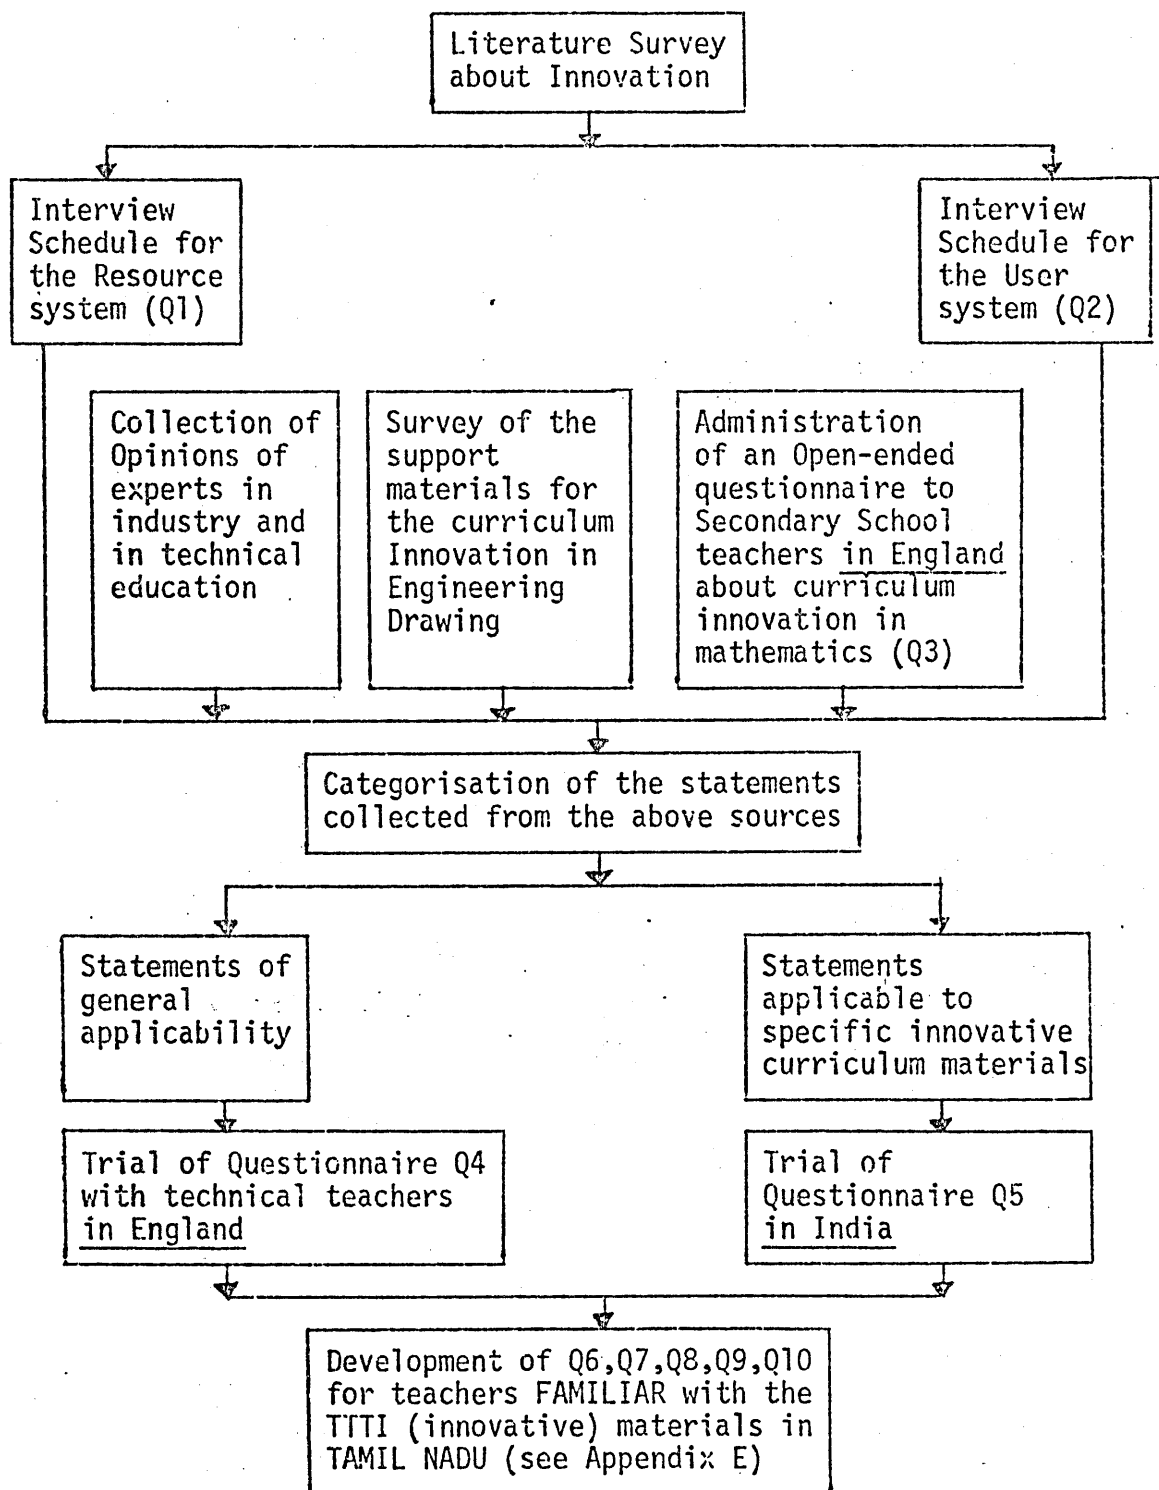 Literature Survey
about Innovation
Interview
Schedule for
the Resource
system (Q1)
Interview
Schedule for
the User
system (Q2)
Collection of
Opinions of
experts in
industry and
in technical
education
Survey of the
support
materials for
the curriculum
Innovation in
Engineering
Drawing
Administration
of an Open-ended
questionnaire to
Secondary School
teachers in England
about curriculum
innovation in
mathematics (Q3)
Categorisation of the statements
collected from the above sources
Statements of
general
applicability
Statements
applicable to
specific innovative
curriculum materials
Trial of Questionnaire Q4
with technical teachers
in England
Trial of
Questionnaire Q5
in India
Development of Q6,Q7,Q8,Q9,Q10
for teachers FAMILIAR with the
TTTI (innovative) materials in
TAMIL NADU (see Appendix E)